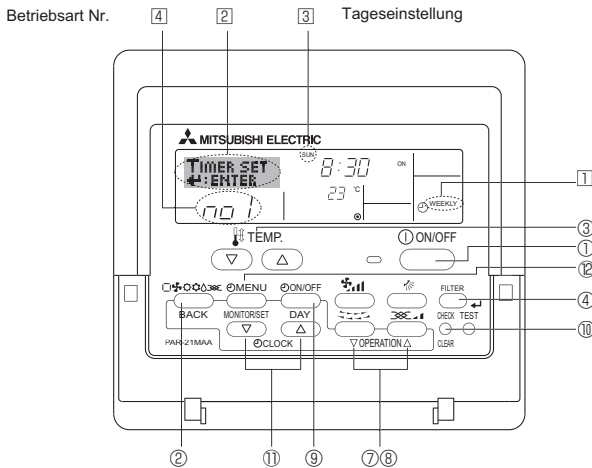 Betriebsart Nr. 4 2 3 Tageseinstellung
MITSUBISHI ELECTRIC
SUN
TIMER SET
↵:ENTER
8:30 ON
1
no 1
23 °C
WEEKLY
③
TEMP. ON/OFF
①
⑫
MENU ON/OFF FILTER
④
BACK MONITOR/SET DAY CHECK TEST
⑩
PAR-21MAA CLOCK ▽ OPERATION △ CLEAR
② ⑪ ⑨ ⑦ ⑧